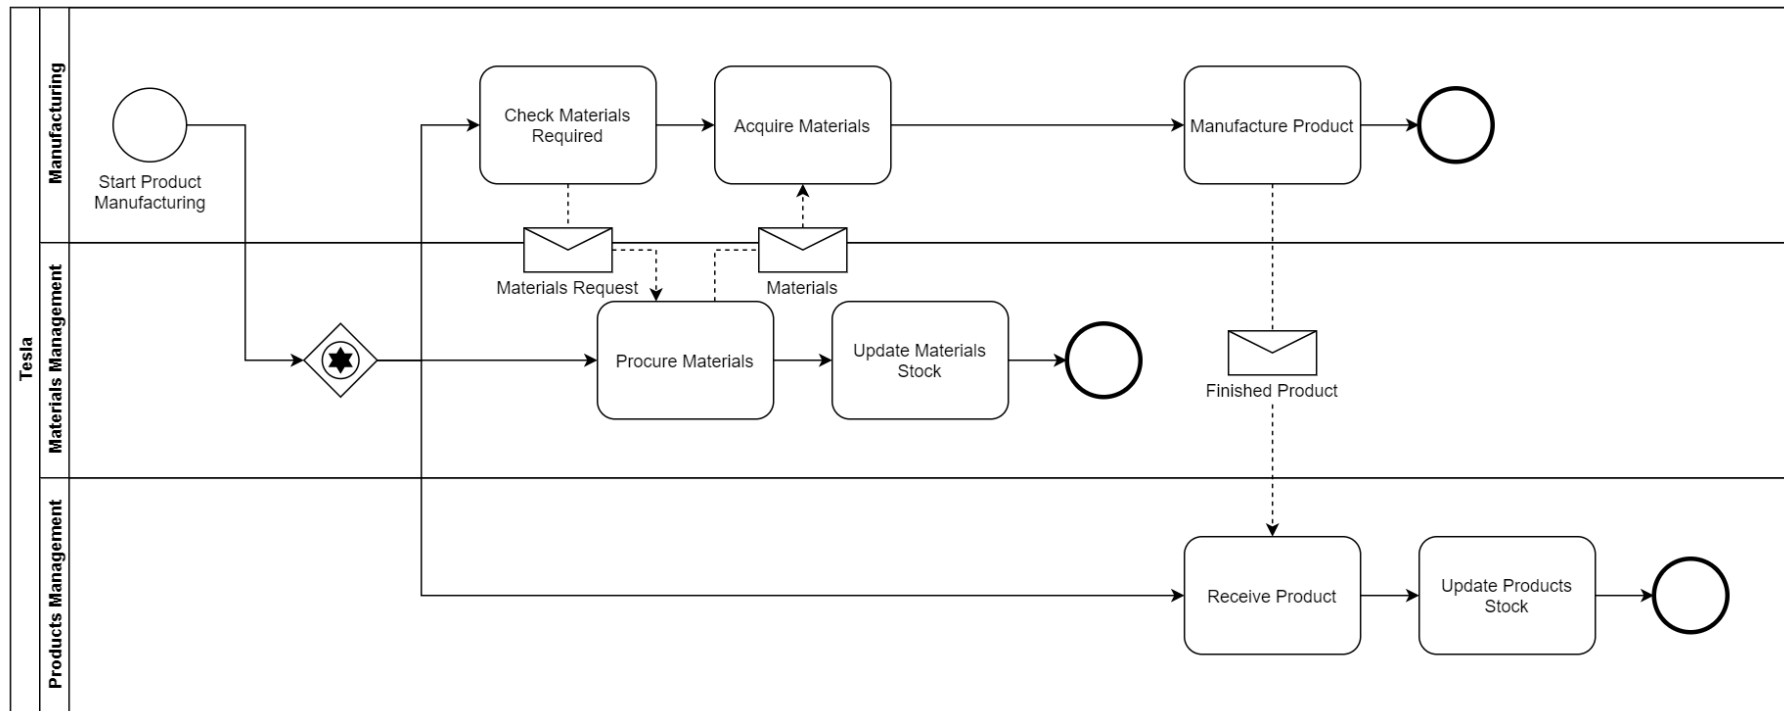 Tesla
Manufacturing
Start Product
Manufacturing
Check Materials
Required
Acquire Materials
Manufacture Product
Materials Management
Materials Request
Materials
Procure Materials
Update Materials
Stock
Finished Product
Products Management
Receive Product
Update Products
Stock